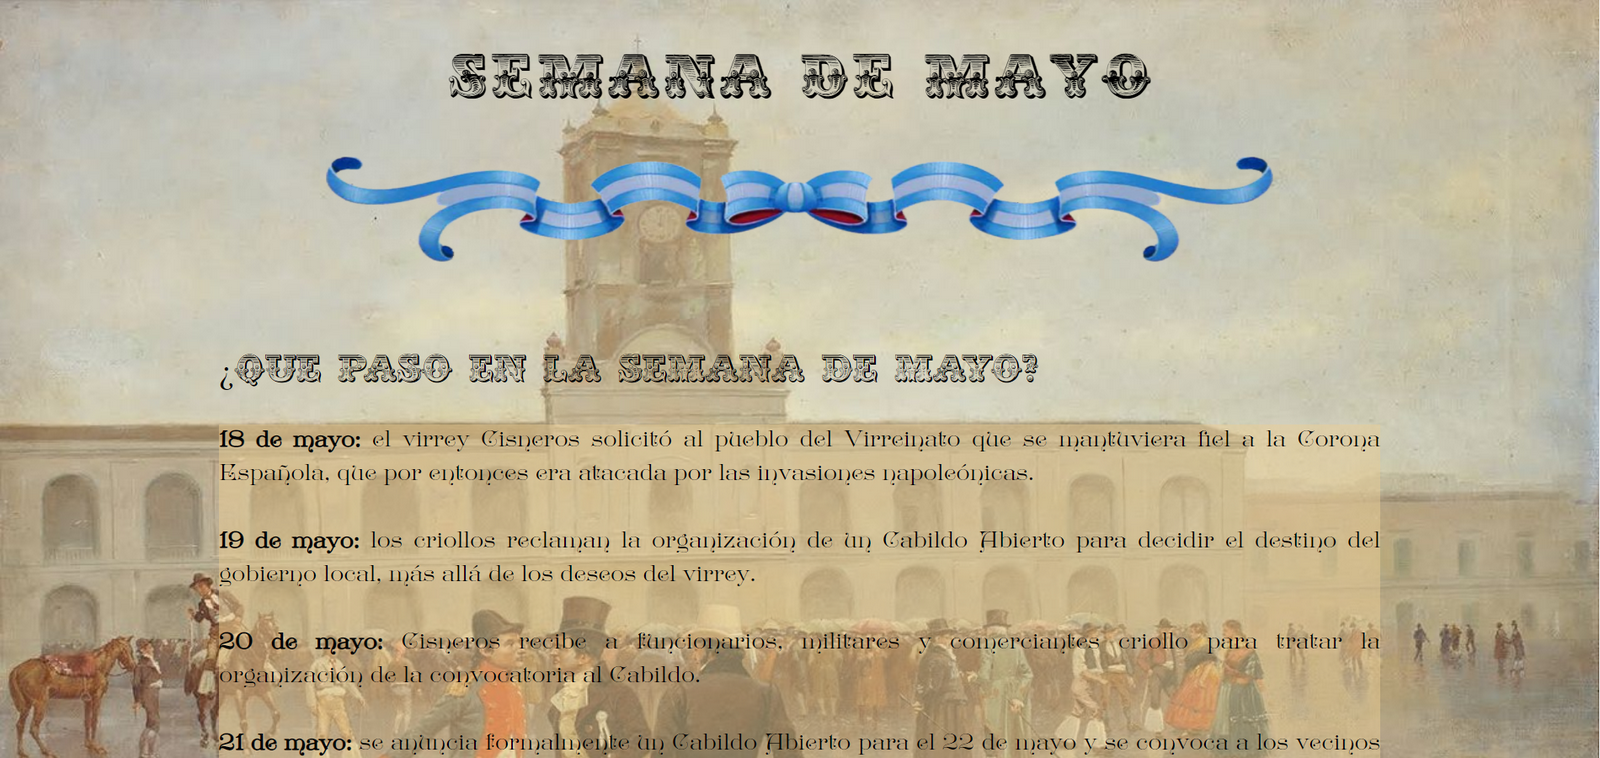 SEMANA DE MAYO
¿QUE PASO EN LA SEMANA DE MAYO?
18 de mayo: el virrey Cisneros solicitó al pueblo del Virreinato que se mantuviera fiel a la Corona
Española, que por entonces era atacada por las invasiones napoleónicas.
19 de mayo: los criollos reclaman la organización de un Cabildo Abierto para decidir el destino del
gobierno local, más allá de los deseos del virrey.
20 de mayo: Cisneros recibe a funcionarios, militares y comerciantes criollo para tratar la
organización de la convocatoria al Cabildo.
21 de mayo: se anuncia formalmente un Cabildo Abierto para el 22 de mayo y se convoca a los vecinos